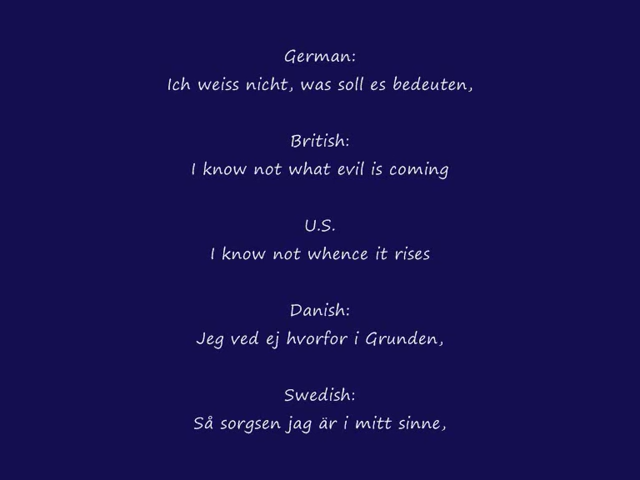 German:
Ich weiss nicht, was soll es bedeuten,
British:
I know not what evil is coming
U.S.
I know not whence it rises
Danish:
Jeg ved ej hvorfor i Grunden,
Swedish:
Så sorgsen jag är i mitt sinne,